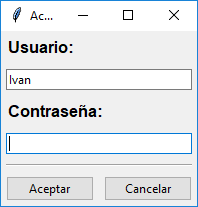 Ac...
Usuario:
Ivan
Contraseña:
Aceptar
Cancelar